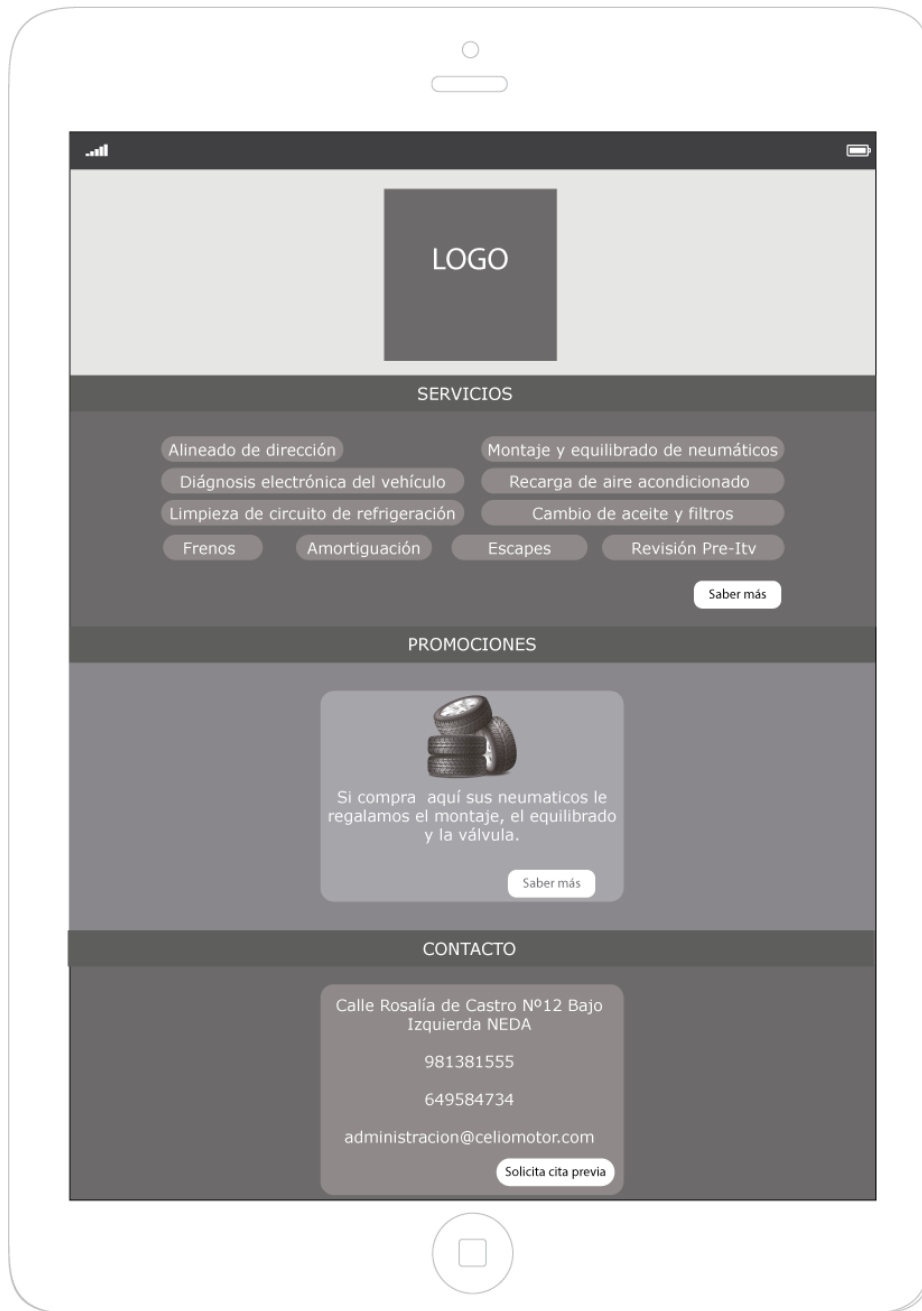 LOGO
SERVICIOS
Alineado de dirección
Montaje y equilibrado de neumáticos
Diágnosis electrónica del vehículo
Recarga de aire acondicionado
Limpieza de circuito de refrigeración
Cambio de aceite y filtros
Frenos
Amortiguación
Escapes
Revisión Pre-Itv
Saber más
PROMOCIONES
Si compra  aquí sus neumaticos le
regalamos el montaje, el equilibrado
y la válvula.
Saber más
CONTACTO
Calle Rosalía de Castro Nº12 Bajo
Izquierda NEDA
981381555
649584734
administracion@celiomotor.com
Solicita cita previa